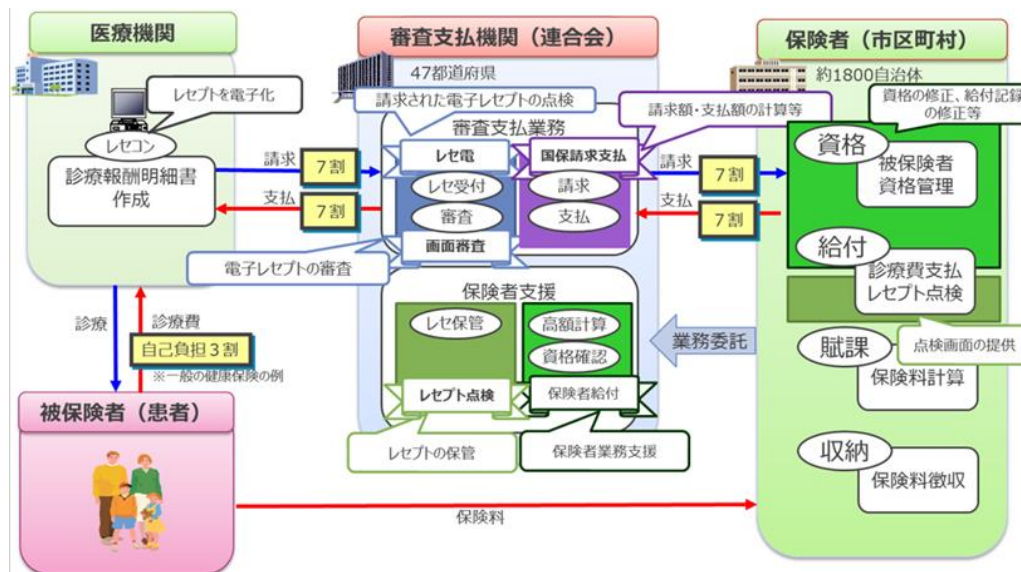 医療機関
レセプトを電子化
レセコン
診療報酬明細書
作成
請求
7割
支払
7割
審査支払機関（連合会）
47都道府県
請求された電子レセプトの点検
審査支払業務
請求額・支払額の計算等
レセ電
国保請求支払
レセ受付
審査
請求
支払
画面審査
電子レセプトの審査
請求
7割
支払
7割
保険者（市区町村）
約1800自治体
資格の修正、給付記録
の修正等
資格
被保険者
資格管理
給付
診療費支払
レセプト点検
点検画面の提供
賦課
保険料計算
収納
保険料徴収
保険者支援
レセ保管
高額計算
資格確認
レセプト点検
保険者給付
レセプトの保管
保険者業務支援
業務委託
診療
診療費
自己負担３割
※一般の健康保険の例
被保険者（患者）
保険料